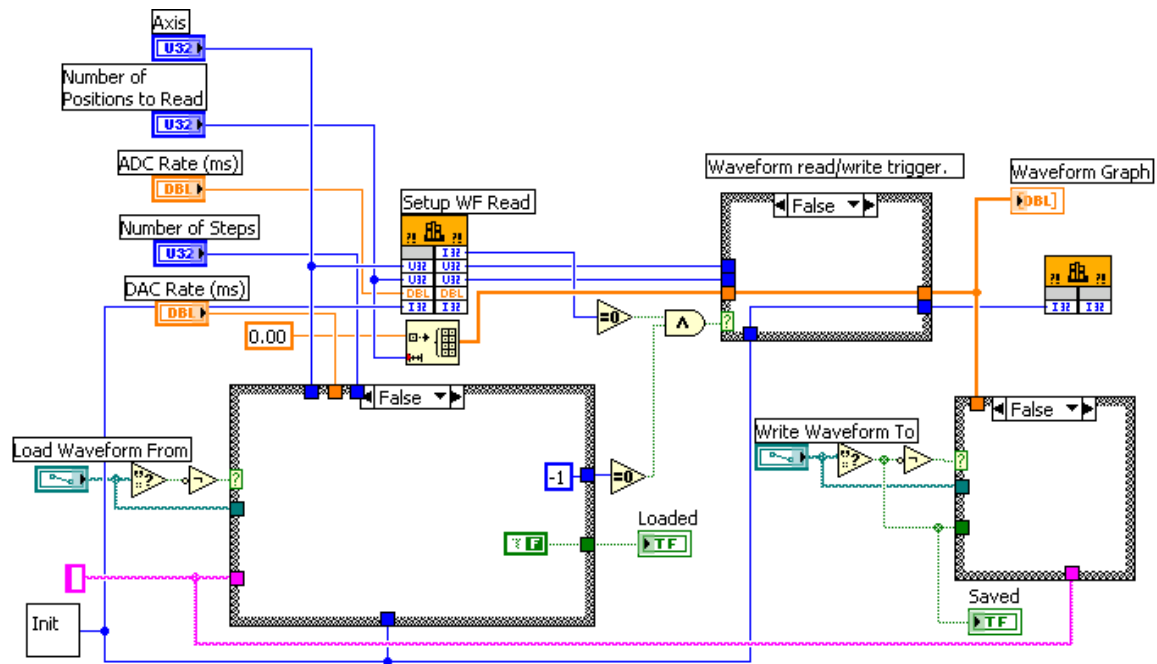 Axis
U32
Number of
Positions to Read
U32
ADC Rate (ms)
DBL
Number of Steps
U32
DAC Rate (ms)
DBL
0.00
Setup WF Read
?! ?!
I32
U32 U32
U32 U32
DBL DBL
I32 I32
=0
∧
?
Waveform read/write trigger.
False
Waveform Graph
DBL]
?! ?!
I32 I32
False
Load Waveform From
?
?
-1
=0
F
Loaded
TF
Init
Write Waveform To
?
False
?
Saved
TF